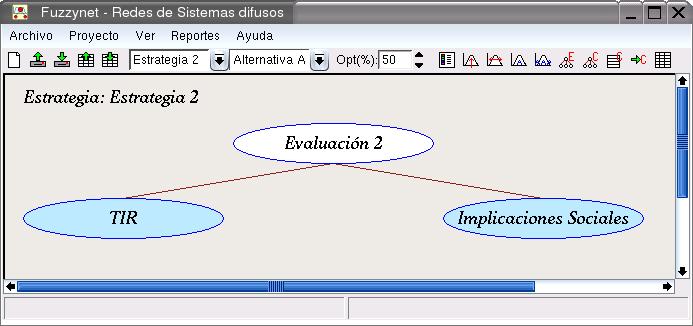 Fuzzynet - Redes de Sistemas difusos
Archivo Proyecto Ver Reportes Ayuda
Estrategia 2 Alternativa A Opt(%): 50
Estrategia: Estrategia 2
Evaluación 2
TIR Implicaciones Sociales